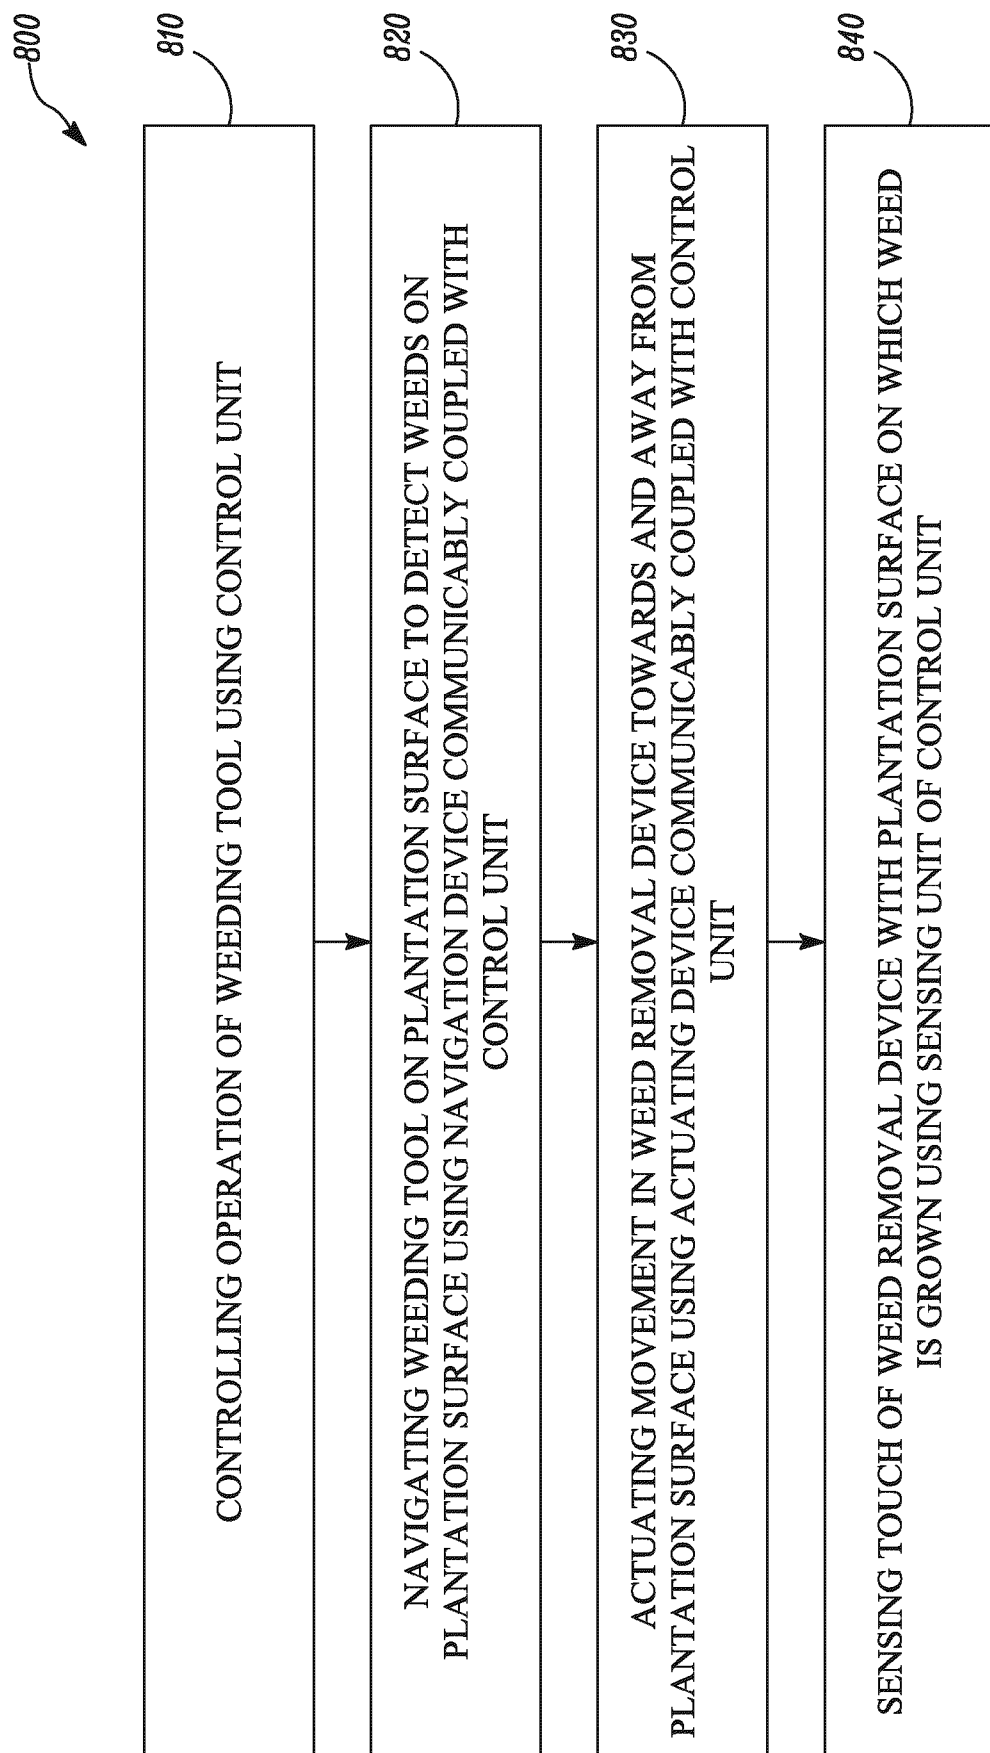 800
810
CONTROLLING OPERATION OF WEEDING TOOL USING CONTROL UNIT
820
NAVIGATING WEEDING TOOL ON PLANTATION SURFACE TO DETECT WEEDS ON
PLANTATION SURFACE USING NAVIGATION DEVICE COMMUNICABLY COUPLED WITH
CONTROL UNIT
830
ACTUATING MOVEMENT IN WEED REMOVAL DEVICE TOWARDS AND AWAY FROM
PLANTATION SURFACE USING ACTUATING DEVICE COMMUNICABLY COUPLED WITH CONTROL
UNIT
840
SENSING TOUCH OF WEED REMOVAL DEVICE WITH PLANTATION SURFACE ON WHICH WEED
IS GROWN USING SENSING UNIT OF CONTROL UNIT